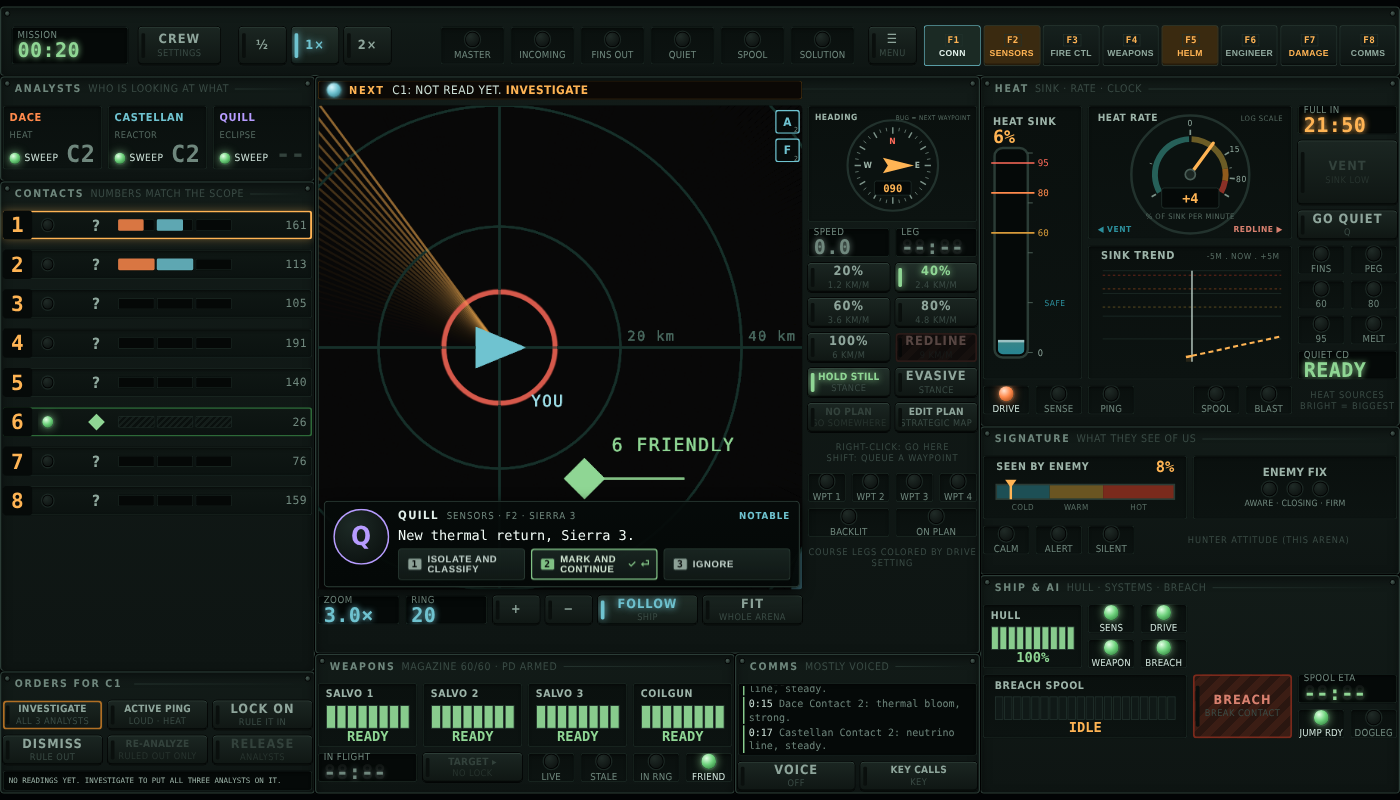 MISSION
00:20
CREW
SETTINGS
½
1×
2×
MASTER
INCOMING
FINS OUT
QUIET
SPOOL
SOLUTION
☰
MENU
F1
CONN
F2
SENSORS
F3
FIRE CTL
F4
WEAPONS
F5
HELM
F6
ENGINEER
F7
DAMAGE
F8
COMMS
ANALYSTS WHO IS LOOKING AT WHAT
DACE
HEAT
SWEEP C2
CASTELLAN
REACTOR
SWEEP C2
QUILL
ECLIPSE
SWEEP --
CONTACTS NUMBERS MATCH THE SCOPE
1 ? 161
2 ? 113
3 ? 105
4 ? 191
5 ? 140
6 26
7 ? 76
8 ? 159
ORDERS FOR C1
INVESTIGATE
ALL 3 ANALYSTS
ACTIVE PING
LOUD · HEAT
LOCK ON
RULE IT IN
DISMISS
RULE OUT
RE-ANALYZE
RULED OUT ONLY
RELEASE
ANALYSTS
NO READINGS YET. INVESTIGATE TO PUT ALL THREE ANALYSTS ON IT.
NEXT C1: NOT READ YET. INVESTIGATE
A
F
20 km
40 km
YOU
6 FRIENDLY
Q
QUILL SENSORS · F2 · SIERRA 3
NOTABLE
New thermal return, Sierra 3.
1 ISOLATE AND CLASSIFY
2 MARK AND CONTINUE ✓ ⏎
3 IGNORE
ZOOM
3.0×
RING
20
+
−
FOLLOW
SHIP
FIT
WHOLE ARENA
HEADING
BUG = NEXT WAYPOINT
N
W
E
090
SPEED
0.0
LEG
--:--
20%
1.2 KM/M
40%
2.4 KM/M
60%
3.6 KM/M
80%
4.8 KM/M
100%
6 KM/M
REDLINE
HOLD STILL
STANCE
EVASIVE
STANCE
NO PLAN
GO SOMEWHERE
EDIT PLAN
STRATEGIC MAP
RIGHT-CLICK: GO HERE
SHIFT: QUEUE A WAYPOINT
WPT 1
WPT 2
WPT 3
WPT 4
BACKLIT
ON PLAN
COURSE LEGS COLORED BY DRIVE
SETTING
WEAPONS MAGAZINE 60/60 · PD ARMED
SALVO 1
READY
SALVO 2
READY
SALVO 3
READY
COILGUN
READY
IN FLIGHT
--:--
TARGET ▸
NO LOCK
LIVE
STALE
IN RNG
FRIEND
COMMS MOSTLY VOICED
line, steady.
0:15 Dace Contact 2: thermal bloom,
strong.
0:17 Castellan Contact 2: neutrino
line, steady.
VOICE
OFF
KEY CALLS
KEY
HEAT SINK · RATE · CLOCK
HEAT SINK
6%
95
80
60
SAFE
0
HEAT RATE
LOG SCALE
0
15
80
+4
% OF SINK PER MINUTE
◀ VENT
REDLINE ▶
SINK TREND
-5M . NOW . +5M
FULL IN
21:50
VENT
SINK LOW
GO QUIET
Q
FINS
PEG
60
80
95
MELT
QUIET CD
READY
DRIVE
SENSE
PING
SPOOL
BLAST
HEAT SOURCES
BRIGHT = BIGGEST
SIGNATURE WHAT THEY SEE OF US
SEEN BY ENEMY
8%
COLD
WARM
HOT
ENEMY FIX
AWARE · CLOSING · FIRM
CALM
ALERT
SILENT
HUNTER ATTITUDE (THIS ARENA)
SHIP & AI HULL · SYSTEMS · BREACH
HULL
100%
SENS
DRIVE
WEAPON
BREACH
BREACH SPOOL
IDLE
BREACH
BREAK CONTACT
SPOOL ETA
--:--
JUMP RDY
DOGLEG